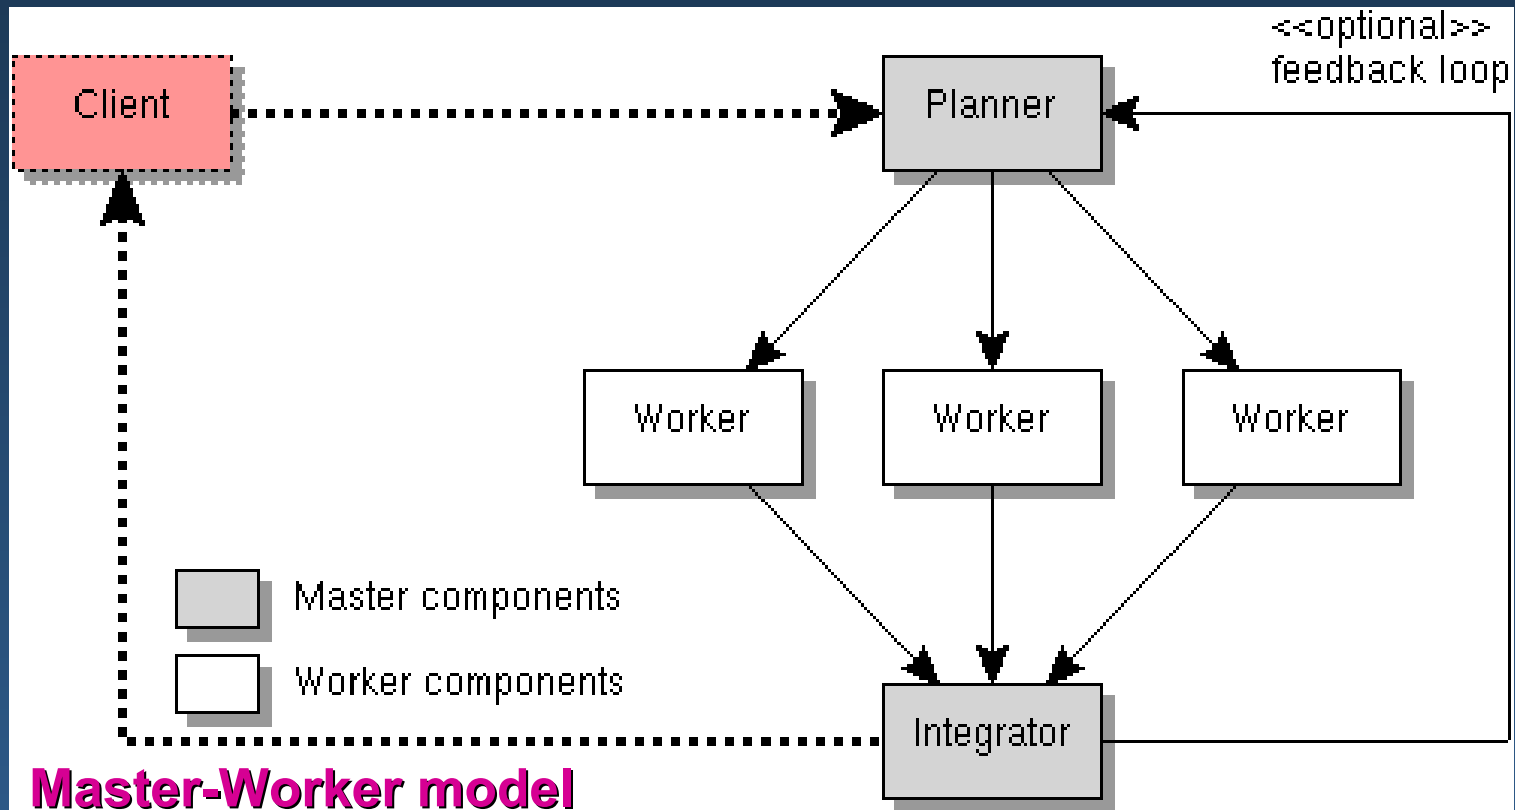 <<optional>>
feedback loop
Client
Planner
Worker
Worker
Worker
Master components
Worker components
Integrator
Master-Worker model